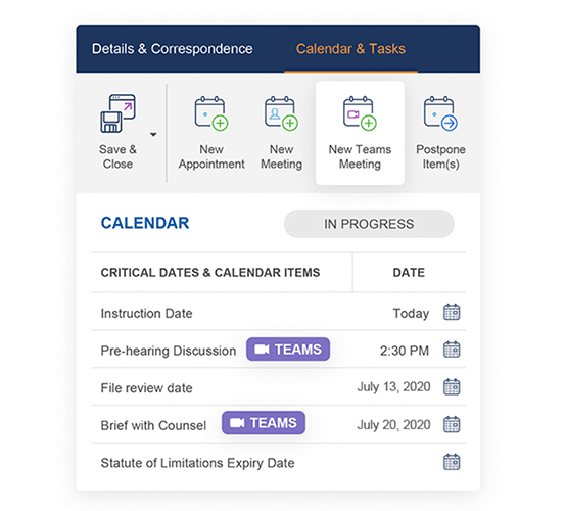 Details & Correspondence Calendar & Tasks
Save & Close
New Appointment
New Meeting
New Teams Meeting
Postpone Item(s)
CALENDAR IN PROGRESS
CRITICAL DATES & CALENDAR ITEMS DATE
Instruction Date Today
Pre-hearing Discussion TEAMS 2:30 PM
File review date July 13, 2020
Brief with Counsel TEAMS July 20, 2020
Statute of Limitations Expiry Date